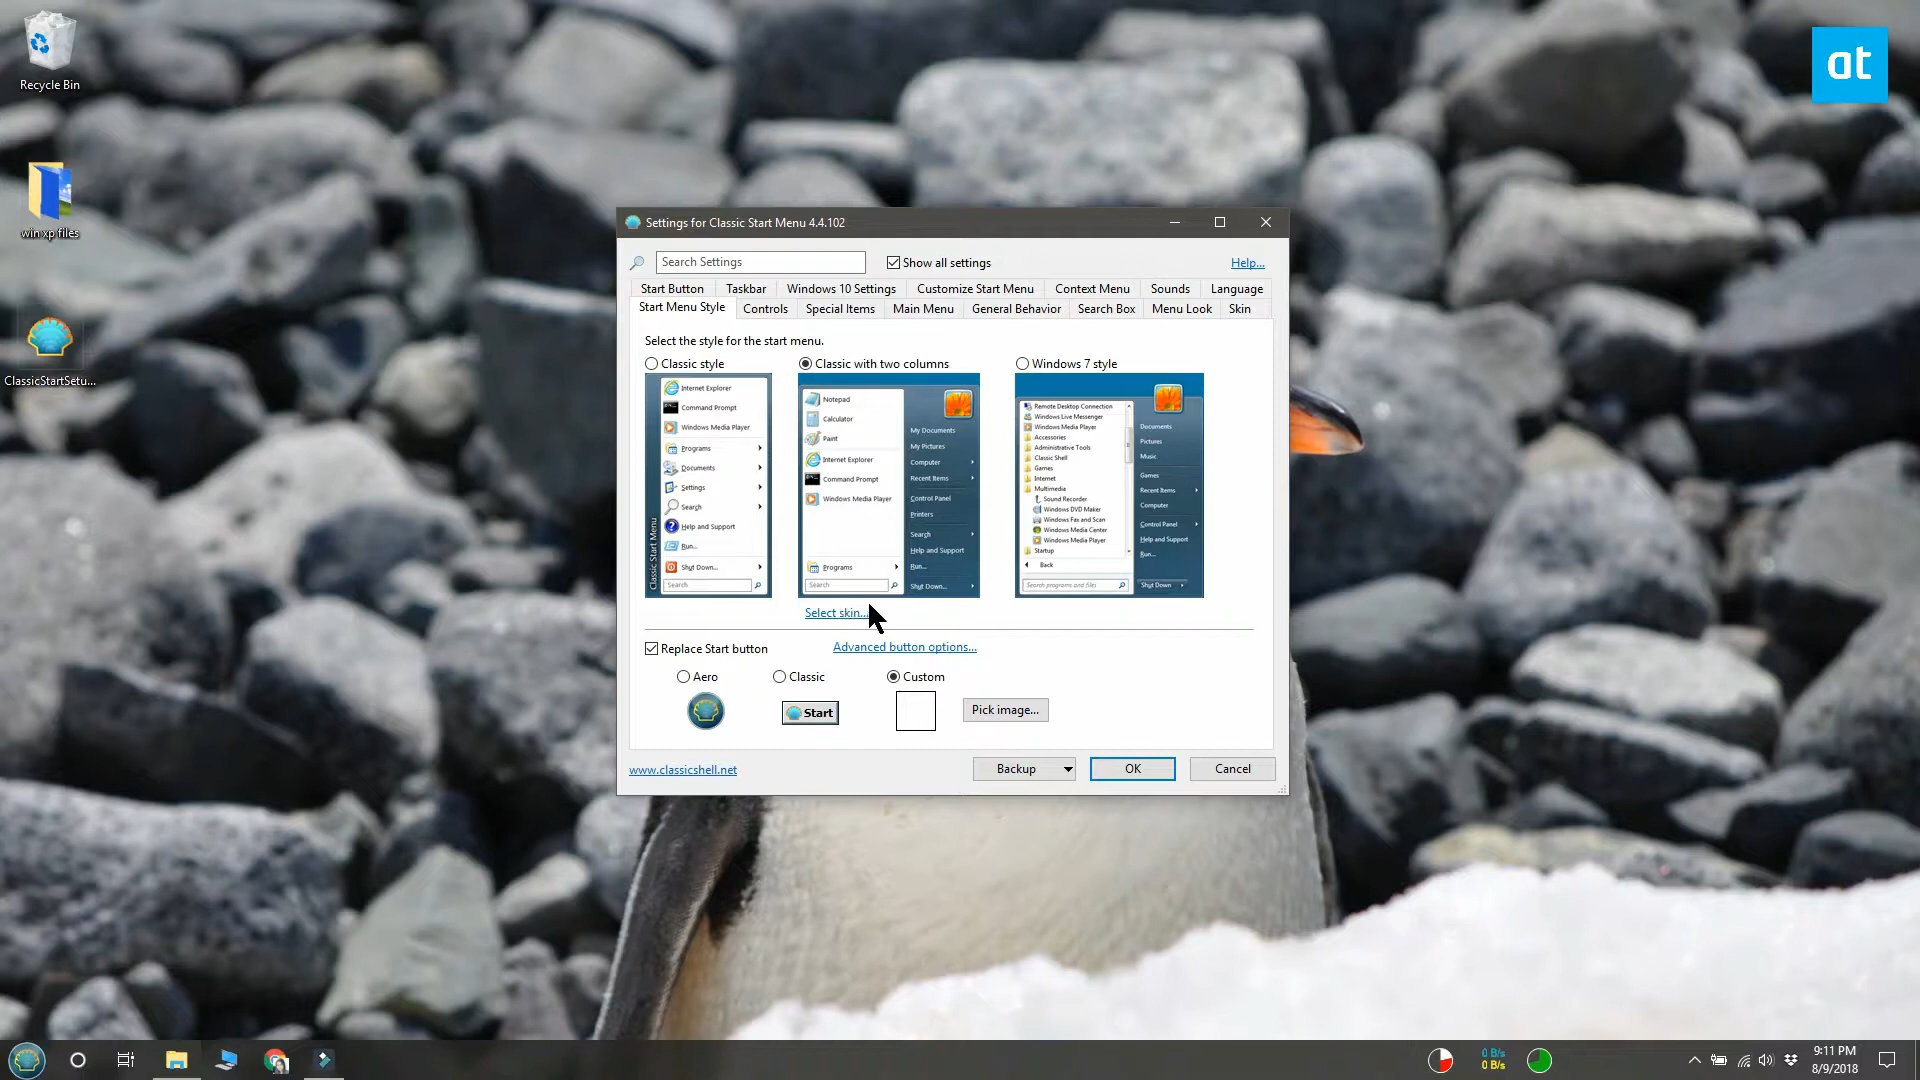 Recycle Bin
at
win xp files
ClassicStartSetu...
Settings for Classic Start Menu 4.4.102
Search Settings
Show all settings
Help...
Start Button
Taskbar
Windows 10 Settings
Customize Start Menu
Context Menu
Sounds
Language
Start Menu Style
Controls
Special Items
Main Menu
General Behavior
Search Box
Menu Look
Skin
Select the style for the start menu.
Classic style
Classic with two columns
Windows 7 style
Internet Explorer
Command Prompt
Windows Media Player
Programs
Documents
Settings
Search
Help and Support
Run...
Shut Down...
Search
Classic Start Menu
Notepad
Calculator
Paint
Internet Explorer
Command Prompt
Windows Media Player
Programs
Search
My Documents
My Pictures
Computer
Recent Items
Control Panel
Printers
Search
Help and Support
Run...
Shut Down...
Remote Desktop Connection
Windows Live Messenger
Windows Media Player
Accessories
Administrative Tools
Classic Shell
Games
Internet
Multimedia
Sound Recorder
Windows DVD Maker
Windows Fax and Scan
Windows Media Center
Windows Media Player
Startup
Back
Search programs and files
Documents
Pictures
Music
Games
Recent Items
Computer
Control Panel
Help and Support
Run...
Shut Down
Select skin...
Replace Start button
Advanced button options...
Aero
Classic
Custom
Start
Pick image...
www.classicshell.net
Backup
OK
Cancel
0 B/s
0 B/s
9:11 PM
8/9/2018